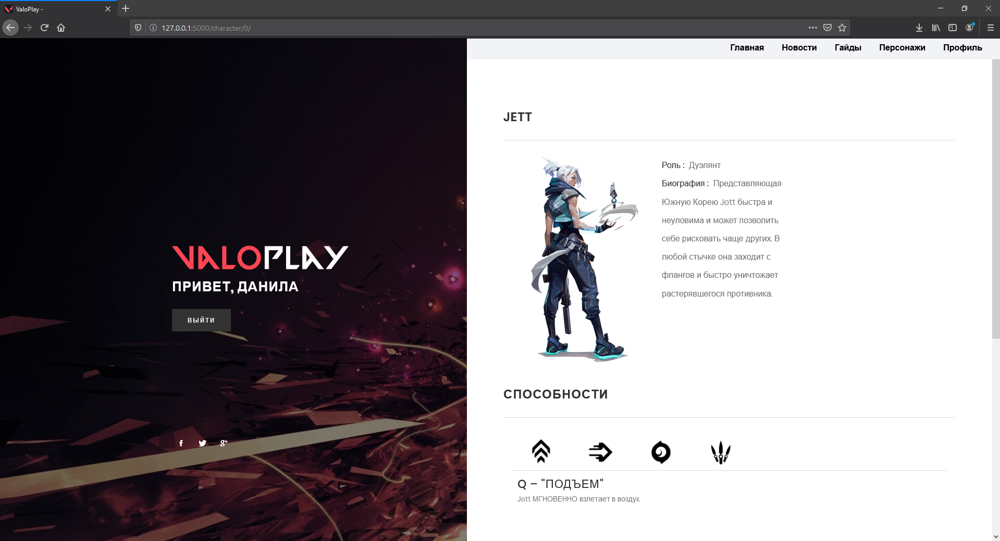 ValoPlay -
127.0.0.1:5000/character/0/
Главная Новости Гайды Персонажи Профиль
VALOPLAY
ПРИВЕТ, ДАНИЛА
ВЫЙТИ
f g+
JETT
Роль : Дуэлянт
Биография : Представляющая
Южную Корею Jett быстра и
неуловима и может позволить
себе рисковать чаще других. В
любой стычке она заходит с
флангов и быстро уничтожает
растерявшегося противника.
СПОСОБНОСТИ
Q – "ПОДЪЕМ"
Jett МГНОВЕННО взлетает в воздух.